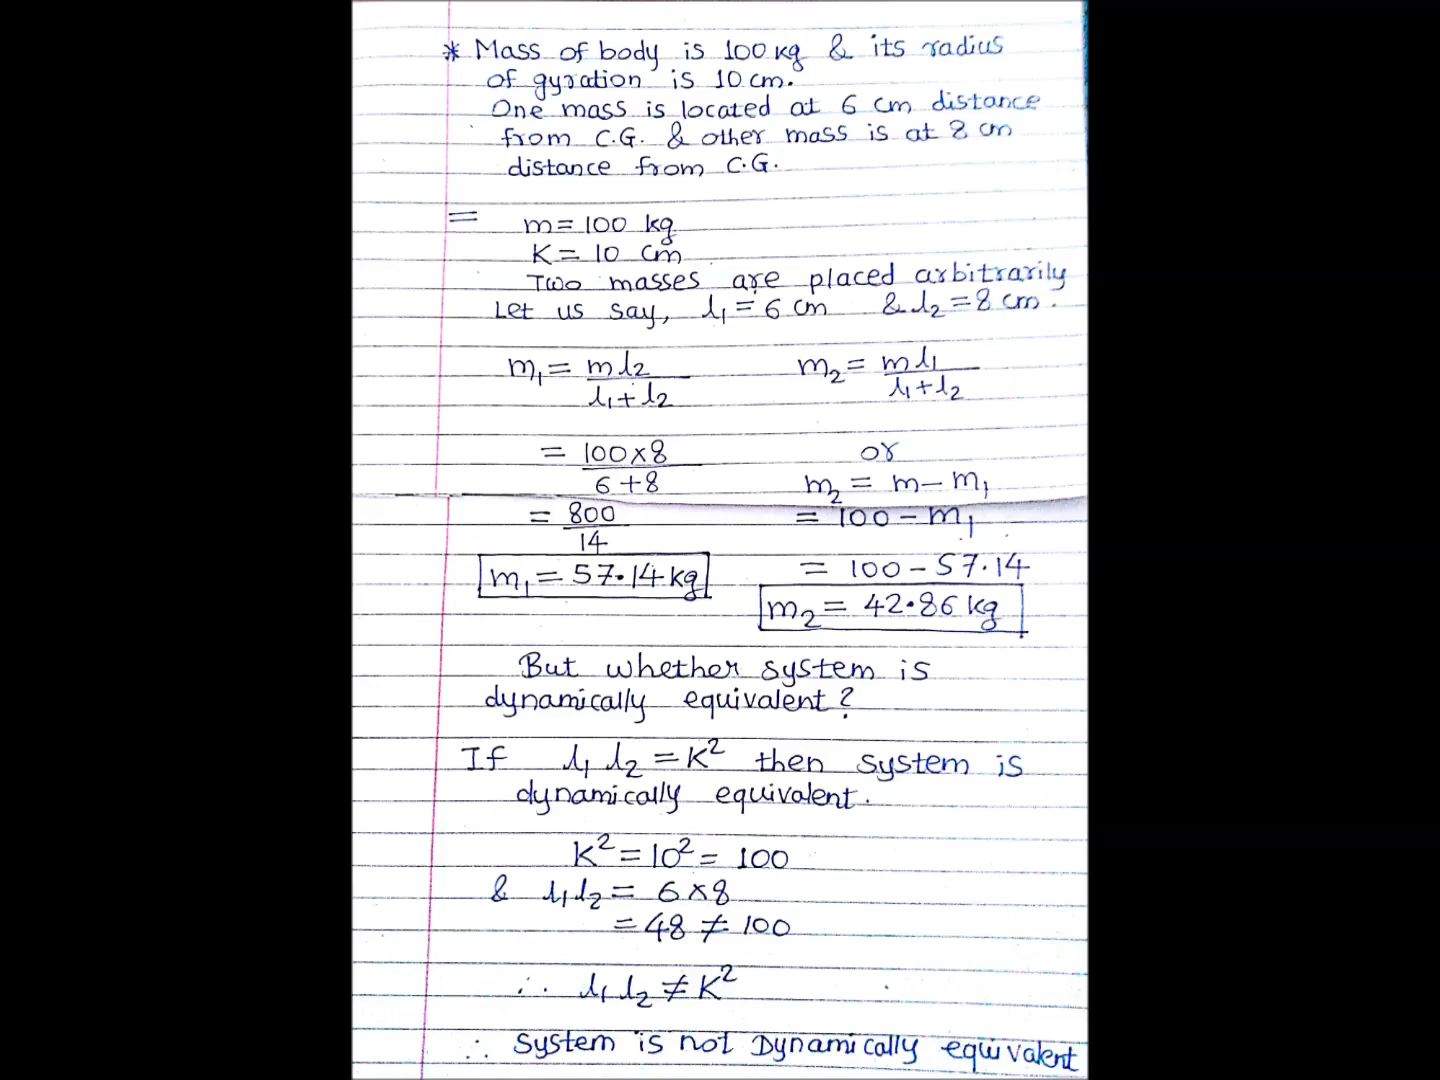 * Mass of body is 100 kg & its radius
of gyration is 10 cm.
One mass is located at 6 cm distance
from C.G. & other mass is at 8 cm
distance from C.G.
= m = 100 kg
K = 10 cm
Two masses are placed arbitrarily
Let us say, l₁ = 6 cm & l₂ = 8 cm.
m₁ = m l₂ / l₁ + l₂ m₂ = m l₁ / l₁ + l₂
= 100 × 8 / 6 + 8 or
m₂ = m - m₁
= 800 / 14 = 100 - m₁
m₁ = 57.14 kg = 100 - 57.14
m₂ = 42.86 kg
But whether system is
dynamically equivalent?
If l₁ l₂ = K² then system is
dynamically equivalent.
K² = 10² = 100
& l₁ l₂ = 6 × 8
= 48 ≠ 100
∴ l₁ l₂ ≠ K²
∴ System is not Dynamically equivalent